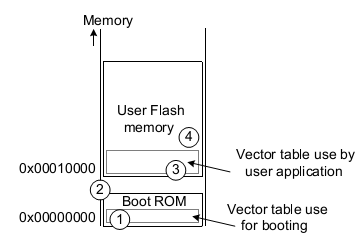 Memory
User Flash
memory
4
3
Vector table use by
user application
0x00010000
2
Boot ROM
Vector table use
for booting
0x00000000
1